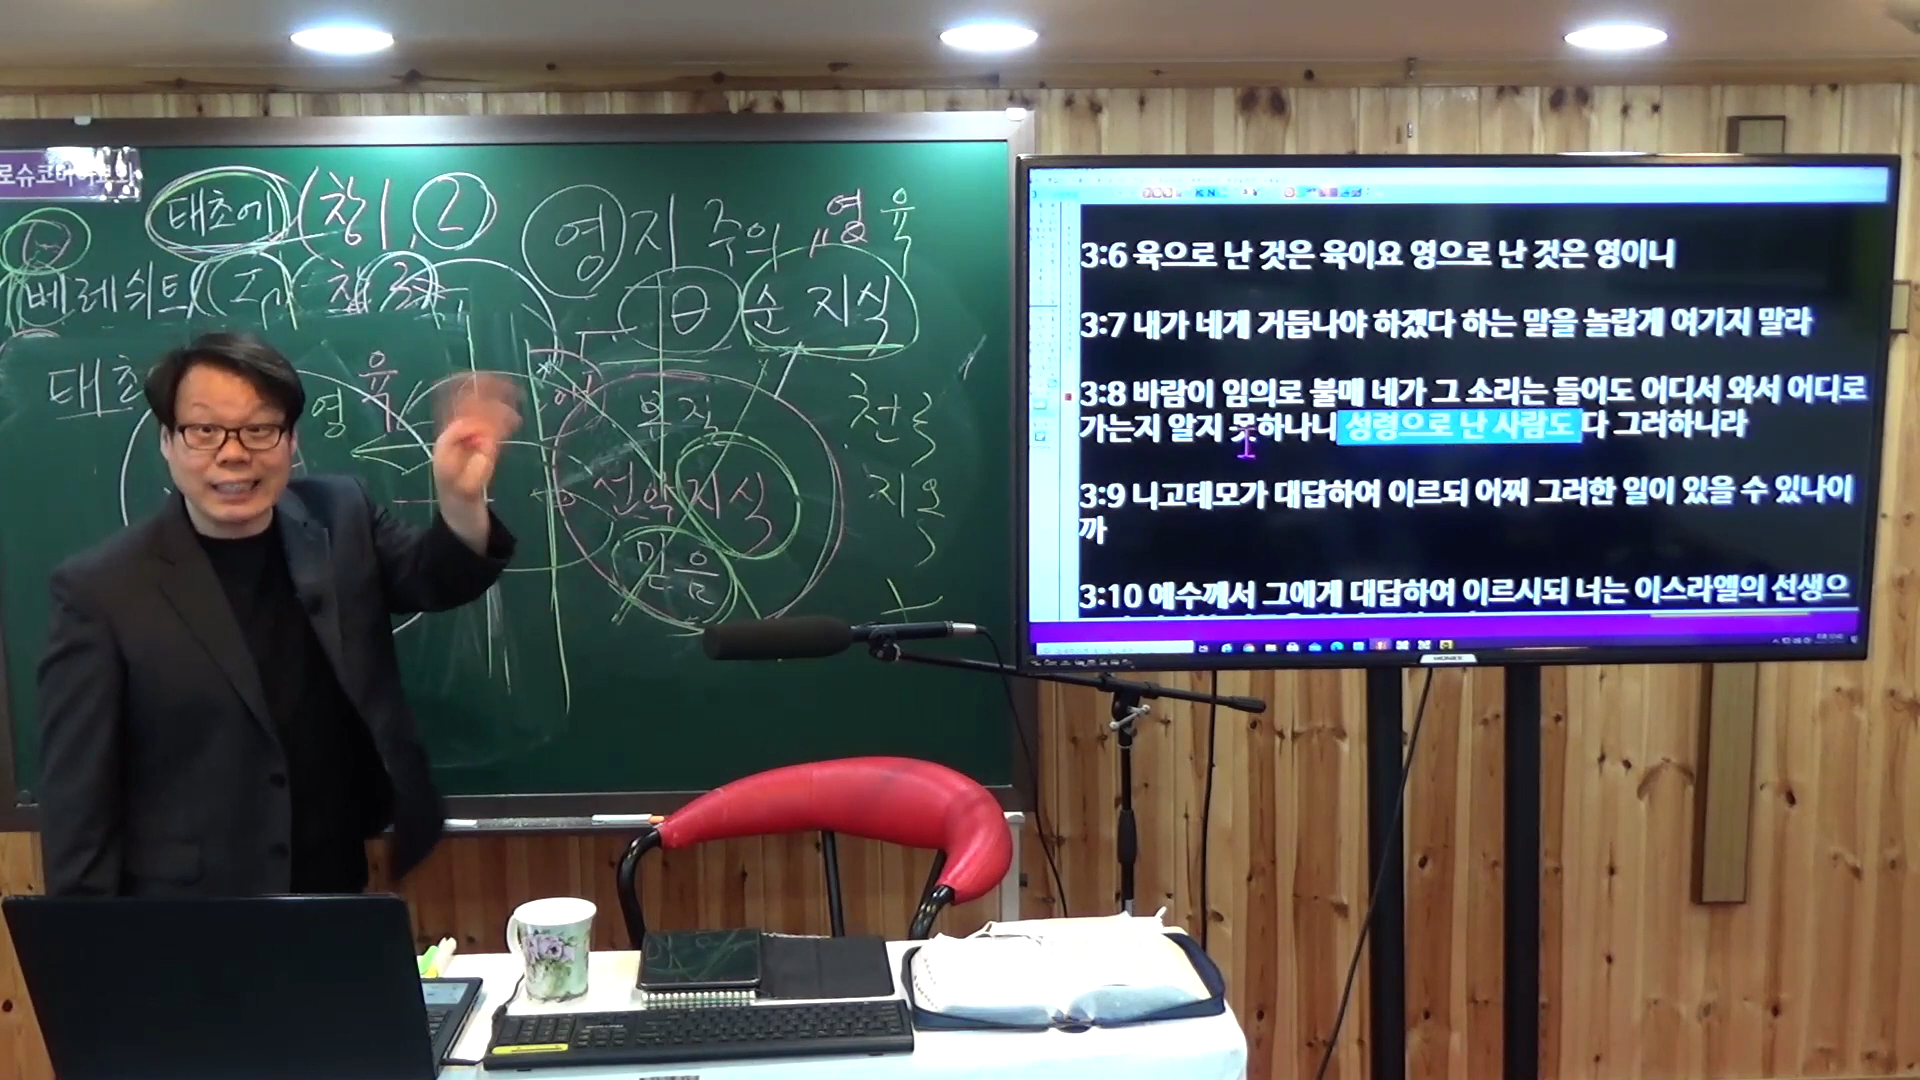 태초에 (창1, 2)
베레쉬트
영지주의 영 육
순 지식
태초
영 육
무지
선악 지식
믿음
3:6 육으로 난 것은 육이요 영으로 난 것은 영이니
3:7 내가 네게 거듭나야 하겠다 하는 말을 놀랍게 여기지 말라
3:8 바람이 임의로 불매 네가 그 소리는 들어도 어디서 와서 어디로
가는지 알지 못하나니 성령으로 난 사람도 다 그러하니라
3:9 니고데모가 대답하여 이르되 어찌 그러한 일이 있을 수 있나이
까
3:10 예수께서 그에게 대답하여 이르시되 너는 이스라엘의 선생으